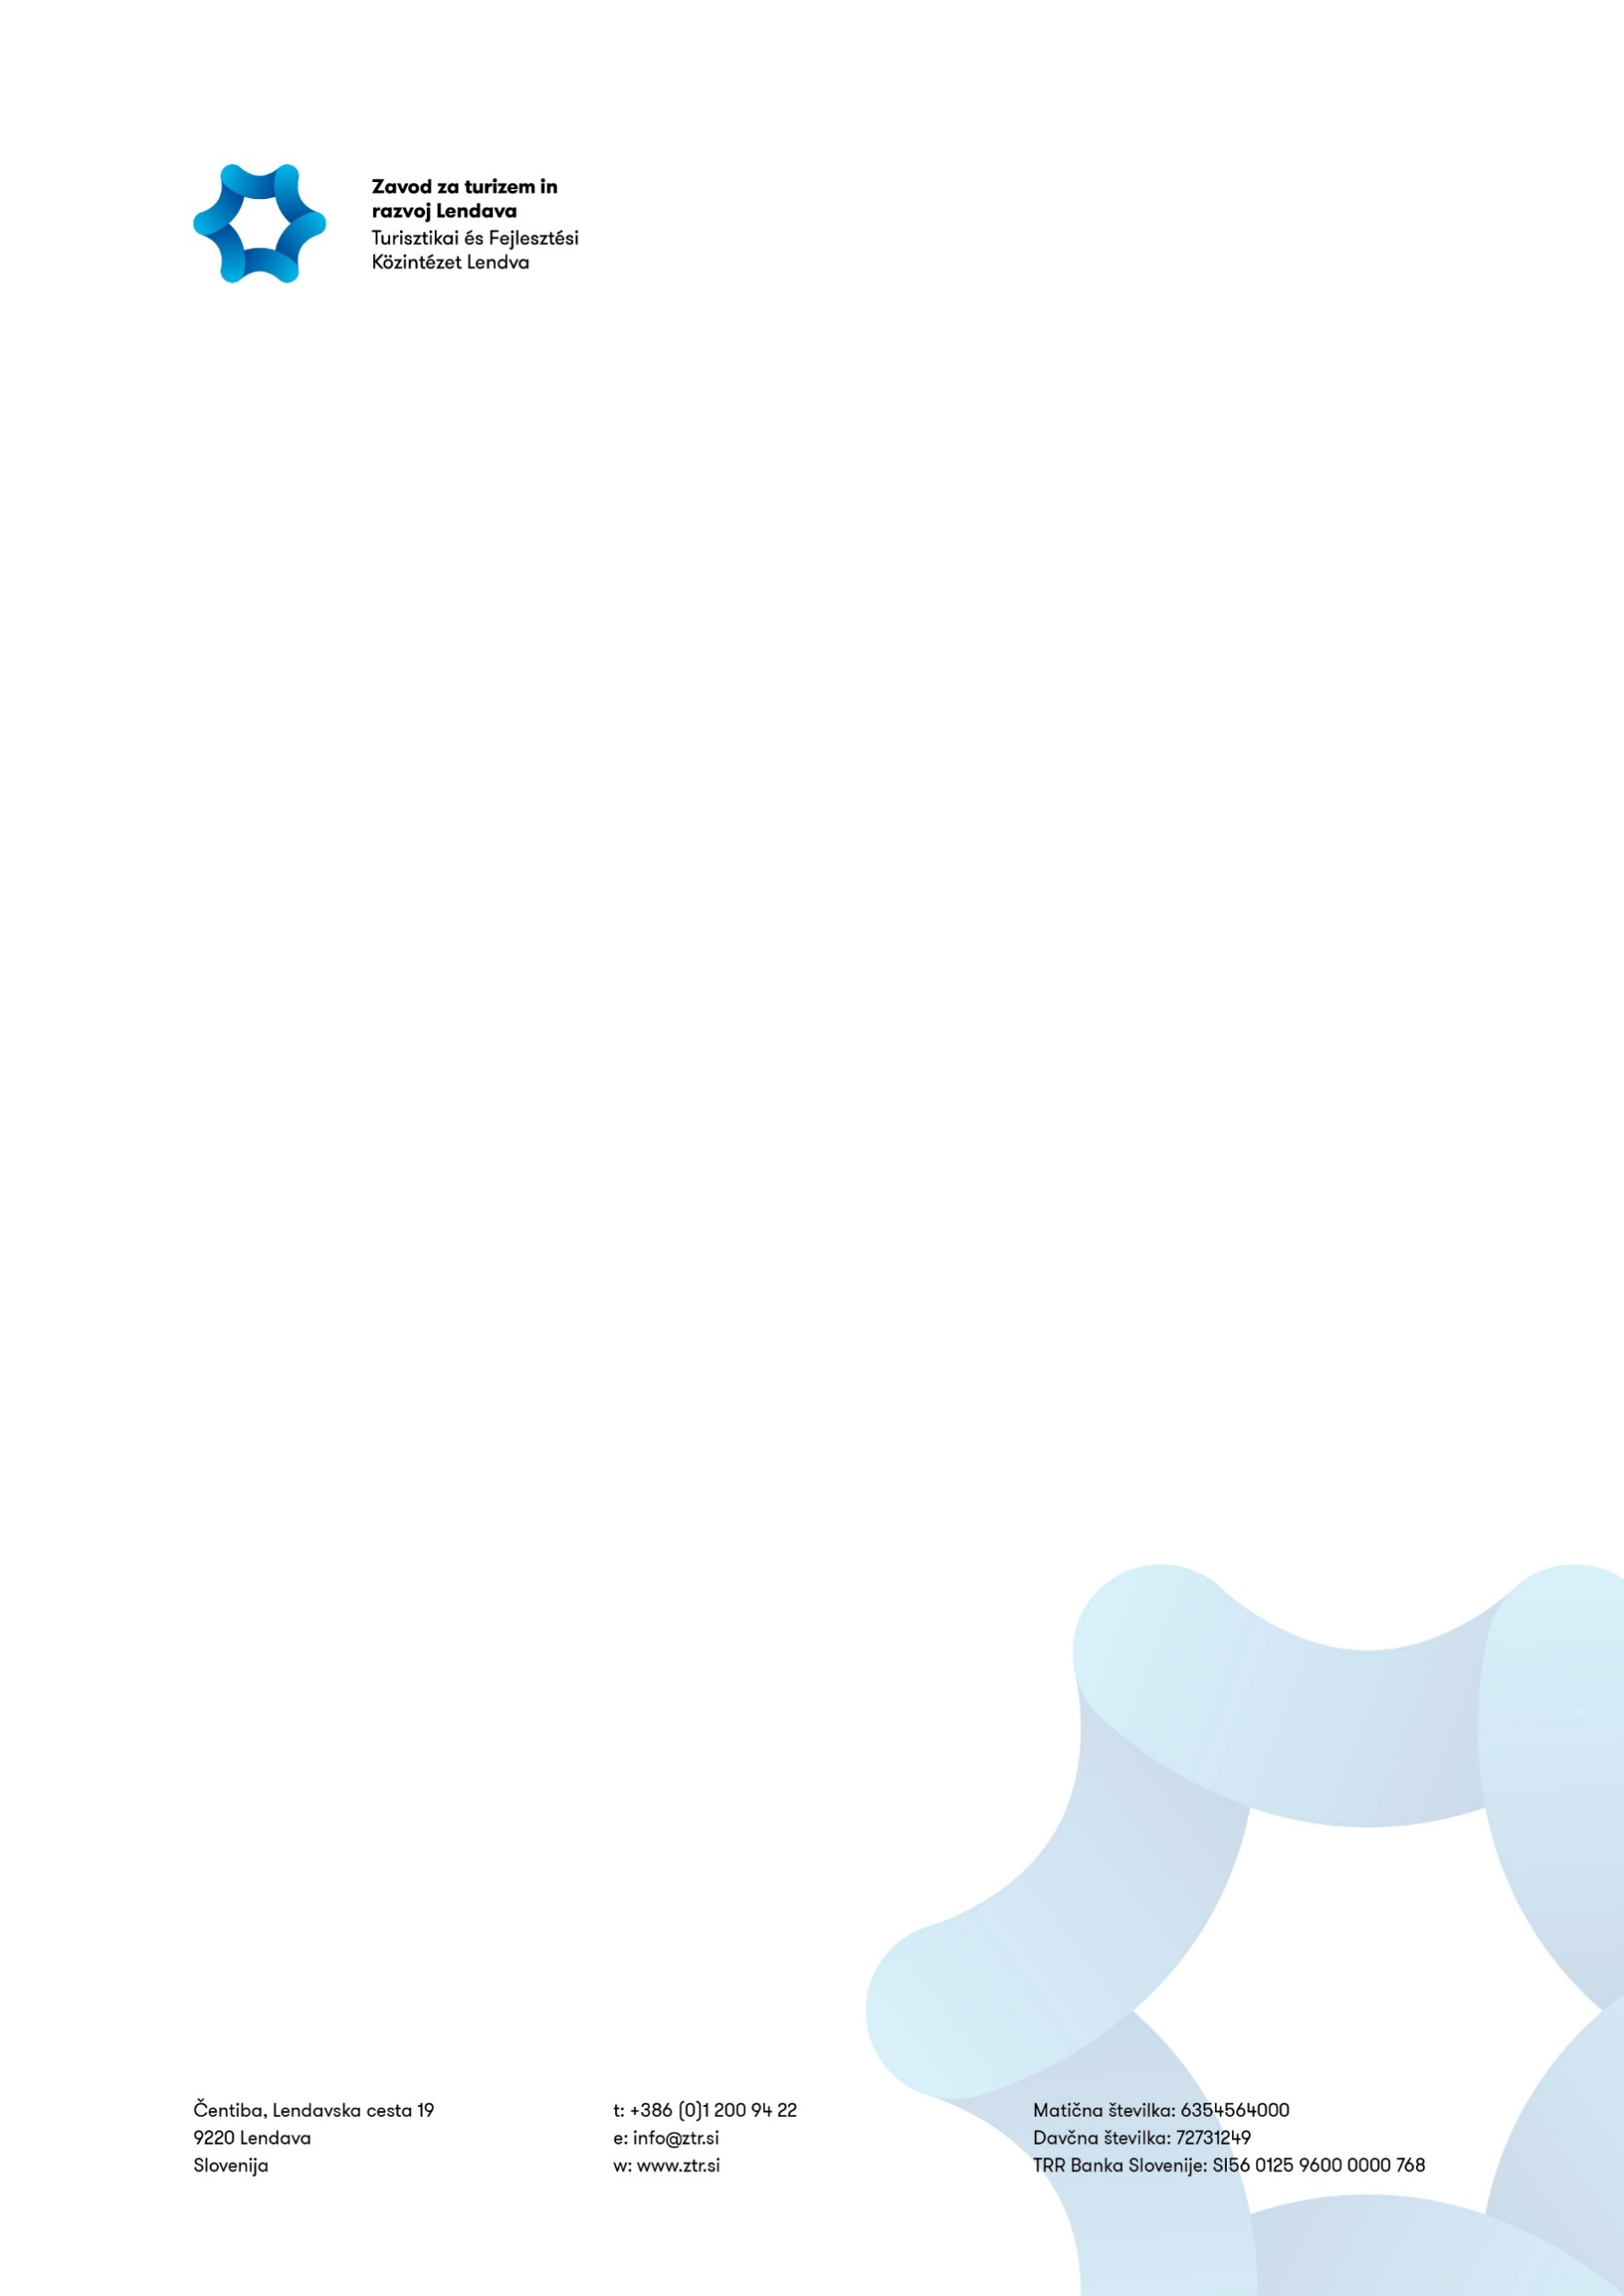 Zavod za turizem in
razvoj Lendava
Turisztikai és Fejlesztési
Közintézet Lendva
Čentiba, Lendavska cesta 19
9220 Lendava
Slovenija
t: +386 (0)1 200 94 22
e: info@ztr.si
w: www.ztr.si
Matična številka: 6354564000
Davčna številka: 72731249
TRR Banka Slovenije: SI56 0125 9600 0000 768